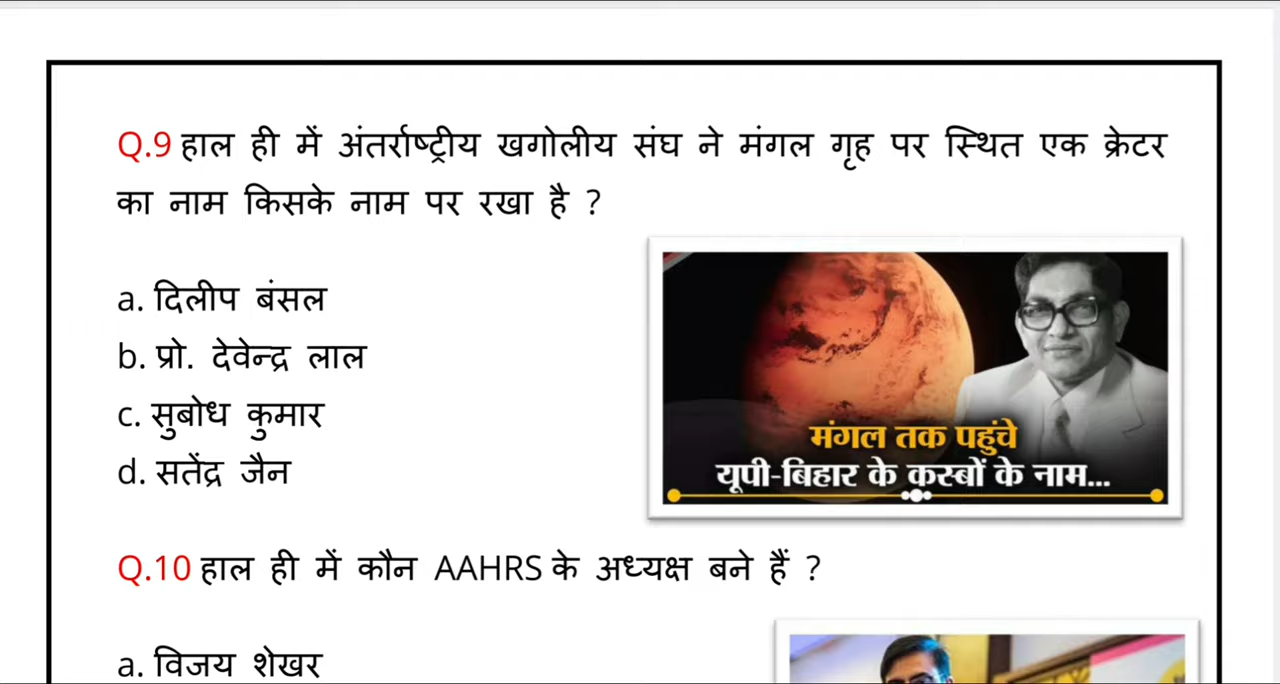 Q.9 हाल ही में अंतर्राष्ट्रीय खगोलीय संघ ने मंगल गृह पर स्थित एक क्रेटर
का नाम किसके नाम पर रखा है ?
a. दिलीप बंसल
b. प्रो. देवेन्द्र लाल
c. सुबोध कुमार
d. सतेंद्र जैन
मंगल तक पहुंचे
यूपी-बिहार के कस्बों के नाम...
Q.10 हाल ही में कौन AAHRS के अध्यक्ष बने हैं ?
a. विजय शेखर